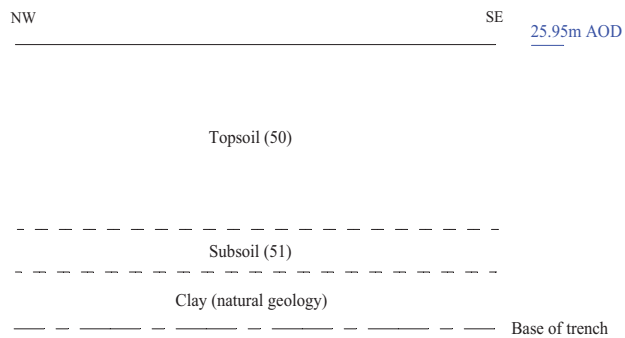 NW
SE
25.95m AOD
Topsoil (50)
Subsoil (51)
Clay (natural geology)
Base of trench